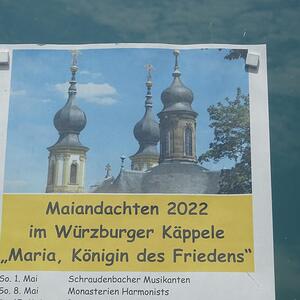 Maiandachten 2022
im Würzburger Käppele
„Maria, Königin des Friedens“
So. 1. Mai Schraudenbacher Musikanten
So. 8. Mai Monasterien Harmonists